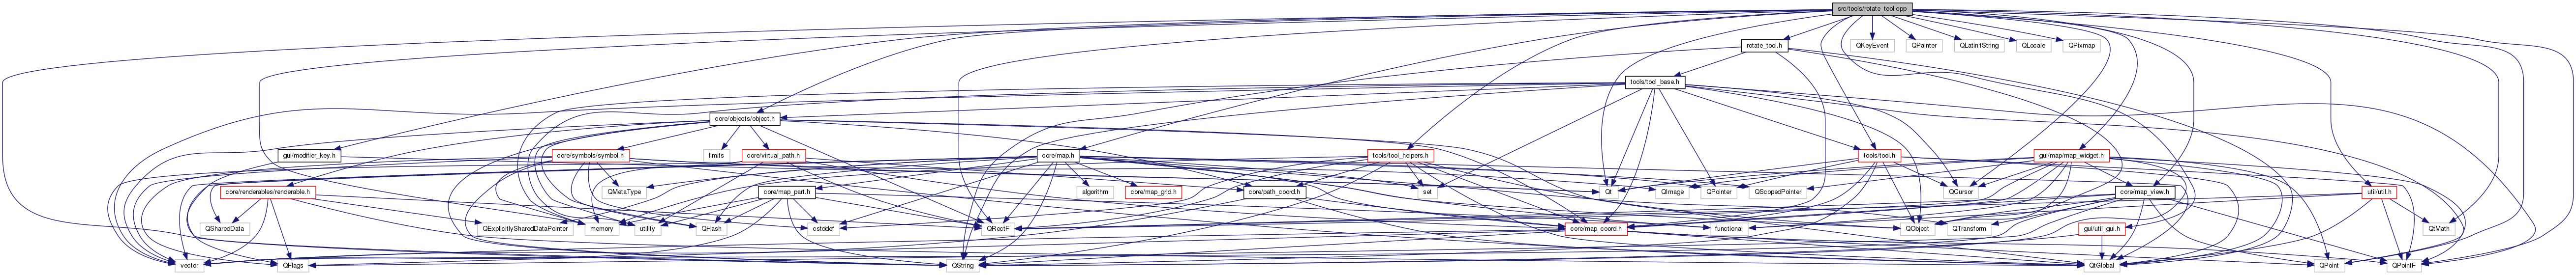 src/tools/rotate_tool.cpp
rotate_tool.h
QKeyEvent
QPainter
QLatin1String
QLocale
QPixmap
tools/tool_base.h
core/objects/object.h
gui/modifier_key.h
core/symbols/symbol.h
limits
core/virtual_path.h
core/map.h
tools/tool_helpers.h
tools/tool.h
gui/map/map_widget.h
core/renderables/renderable.h
QMetaType
core/map_part.h
algorithm
core/map_grid.h
core/path_coord.h
set
Qt
QImage
QPointer
QScopedPointer
QCursor
core/map_view.h
util/util.h
QSharedData
QExplicitlySharedDataPointer
memory
utility
QHash
cstddef
QRectF
core/map_coord.h
functional
QObject
QTransform
gui/util_gui.h
QtMath
vector
QFlags
QString
QtGlobal
QPoint
QPointF